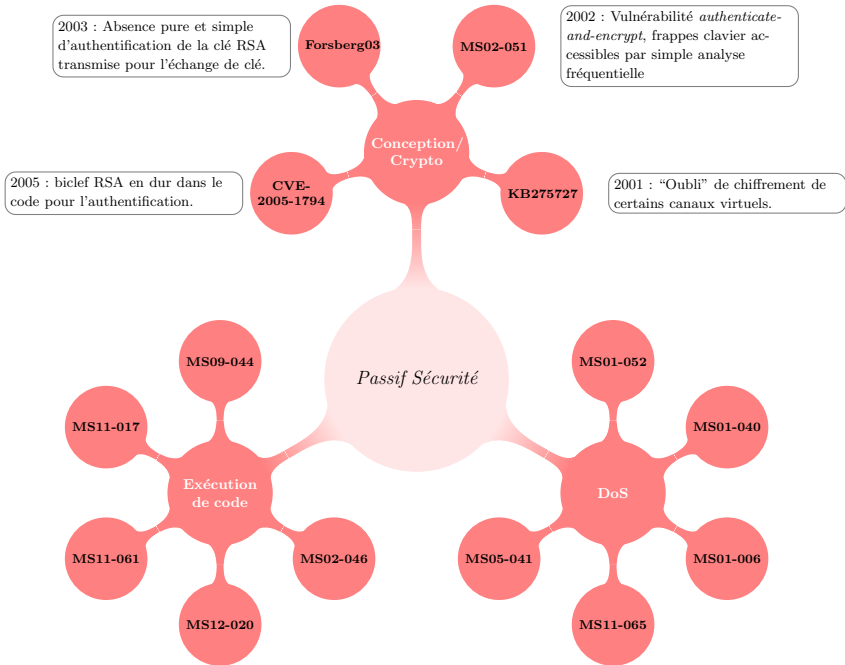 2003 : Absence pure et simple
d'authentification de la clé RSA
transmise pour l'échange de clé.
Forsberg03
MS02-051
2002 : Vulnérabilité authenticate-
and-encrypt, frappes clavier ac-
cessibles par simple analyse
fréquentielle
Conception/
Crypto
2005 : biclef RSA en dur dans le
code pour l'authentification.
CVE-
2005-1794
KB275727
2001 : “Oubli” de chiffrement de
certains canaux virtuels.
Passif Sécurité
MS09-044
MS11-017
Exécution
de code
MS11-061
MS02-046
MS12-020
MS01-052
MS01-040
DoS
MS05-041
MS01-006
MS11-065